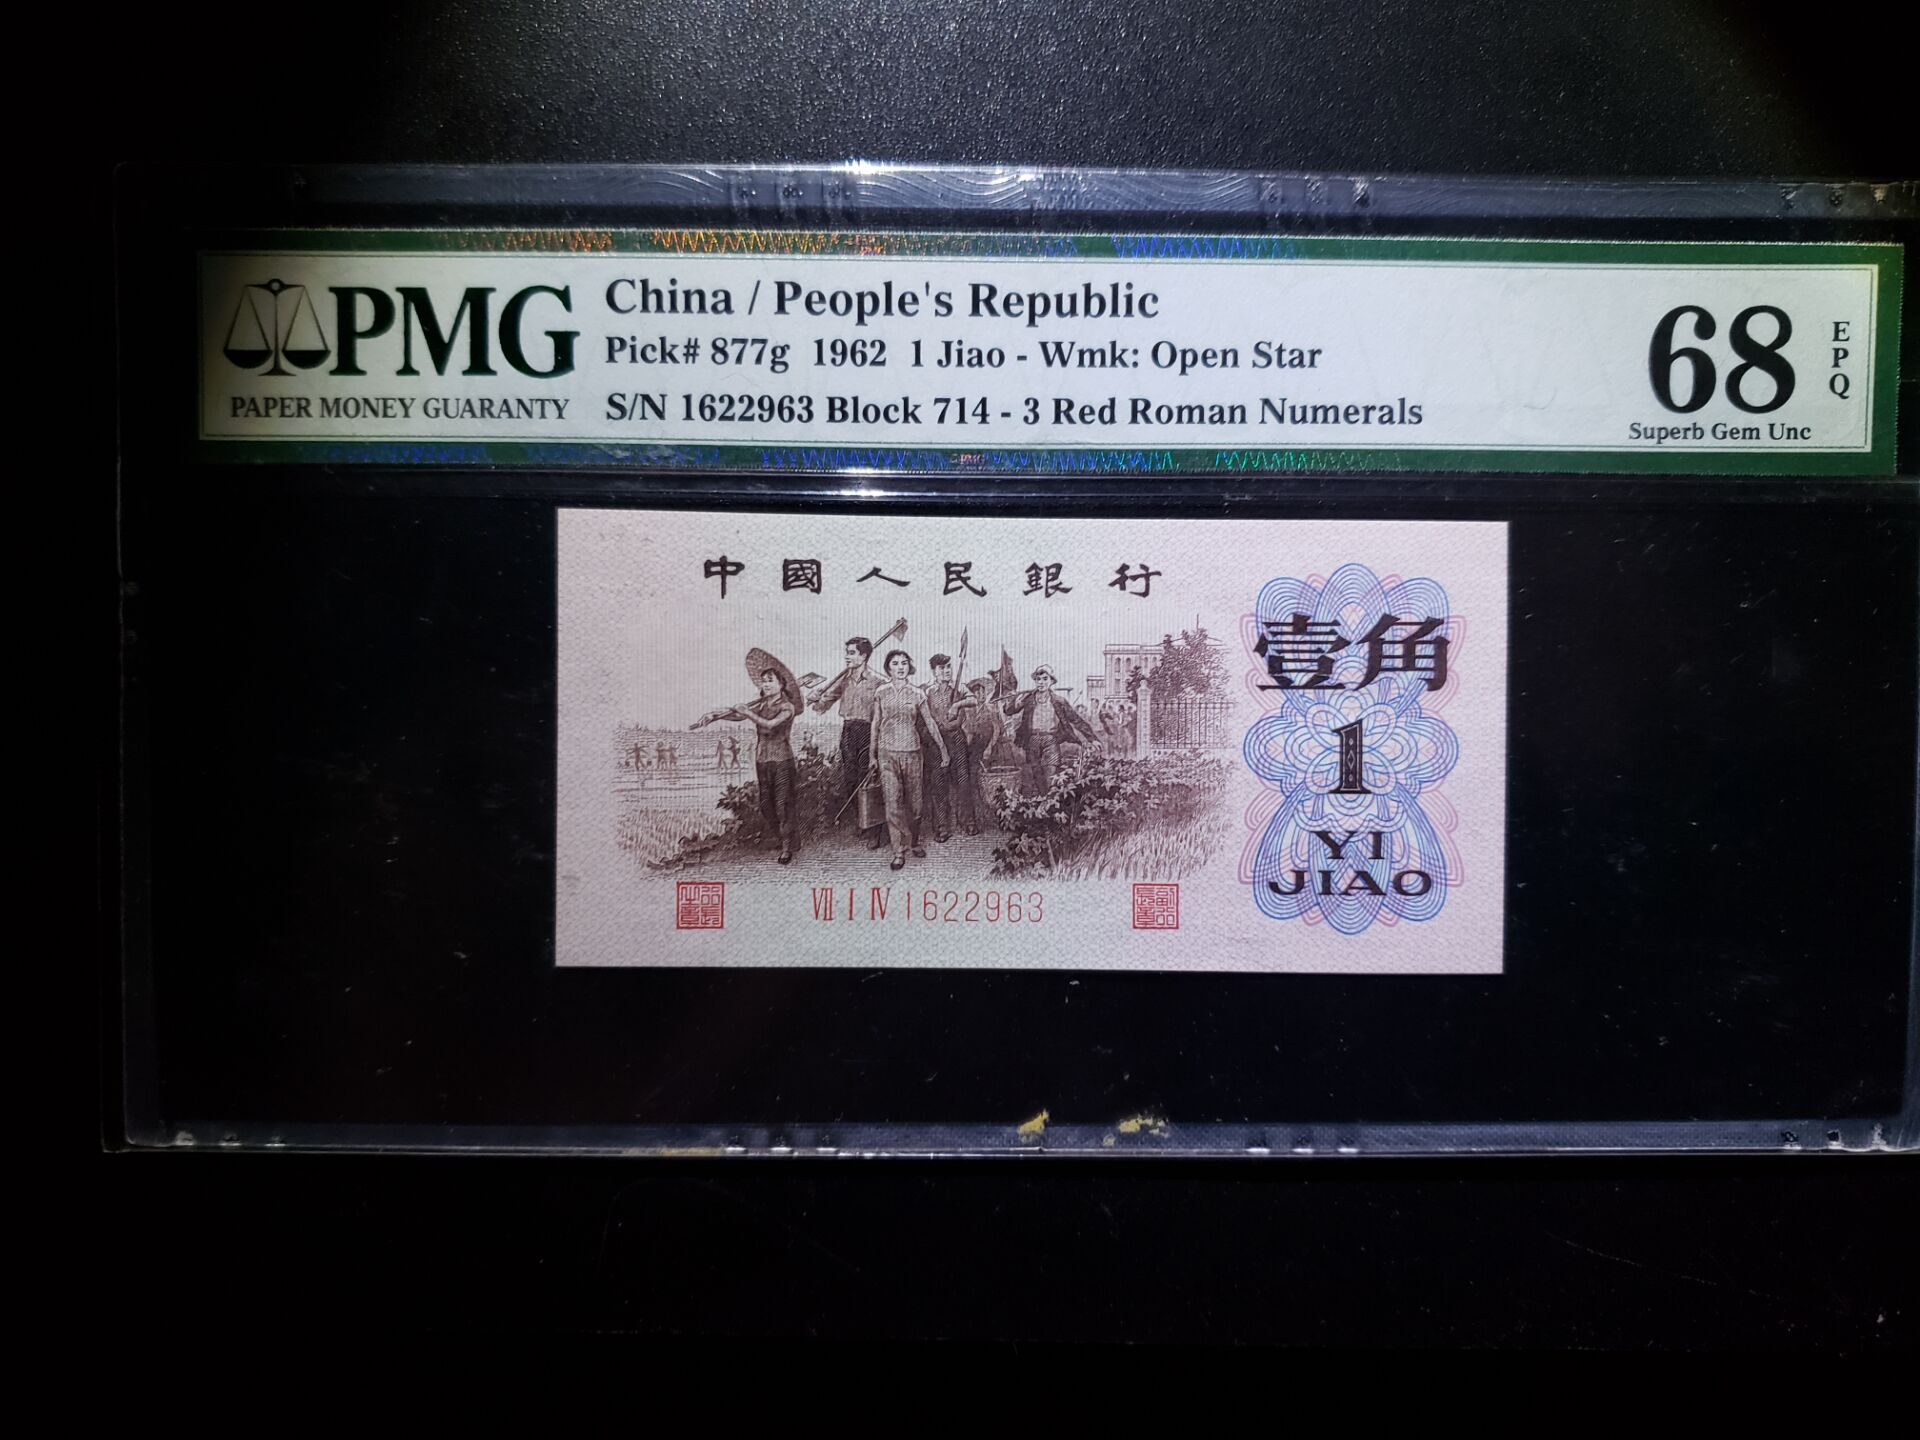 PMG
PAPER MONEY GUARANTY
China / People's Republic
Pick# 877g 1962 1 Jiao - Wmk: Open Star
S/N 1622963 Block 714 - 3 Red Roman Numerals
68
EPQ
Superb Gem Unc
中國人民銀行
壹角
1
YI
JIAO
Ⅶ Ⅰ Ⅳ 1622963